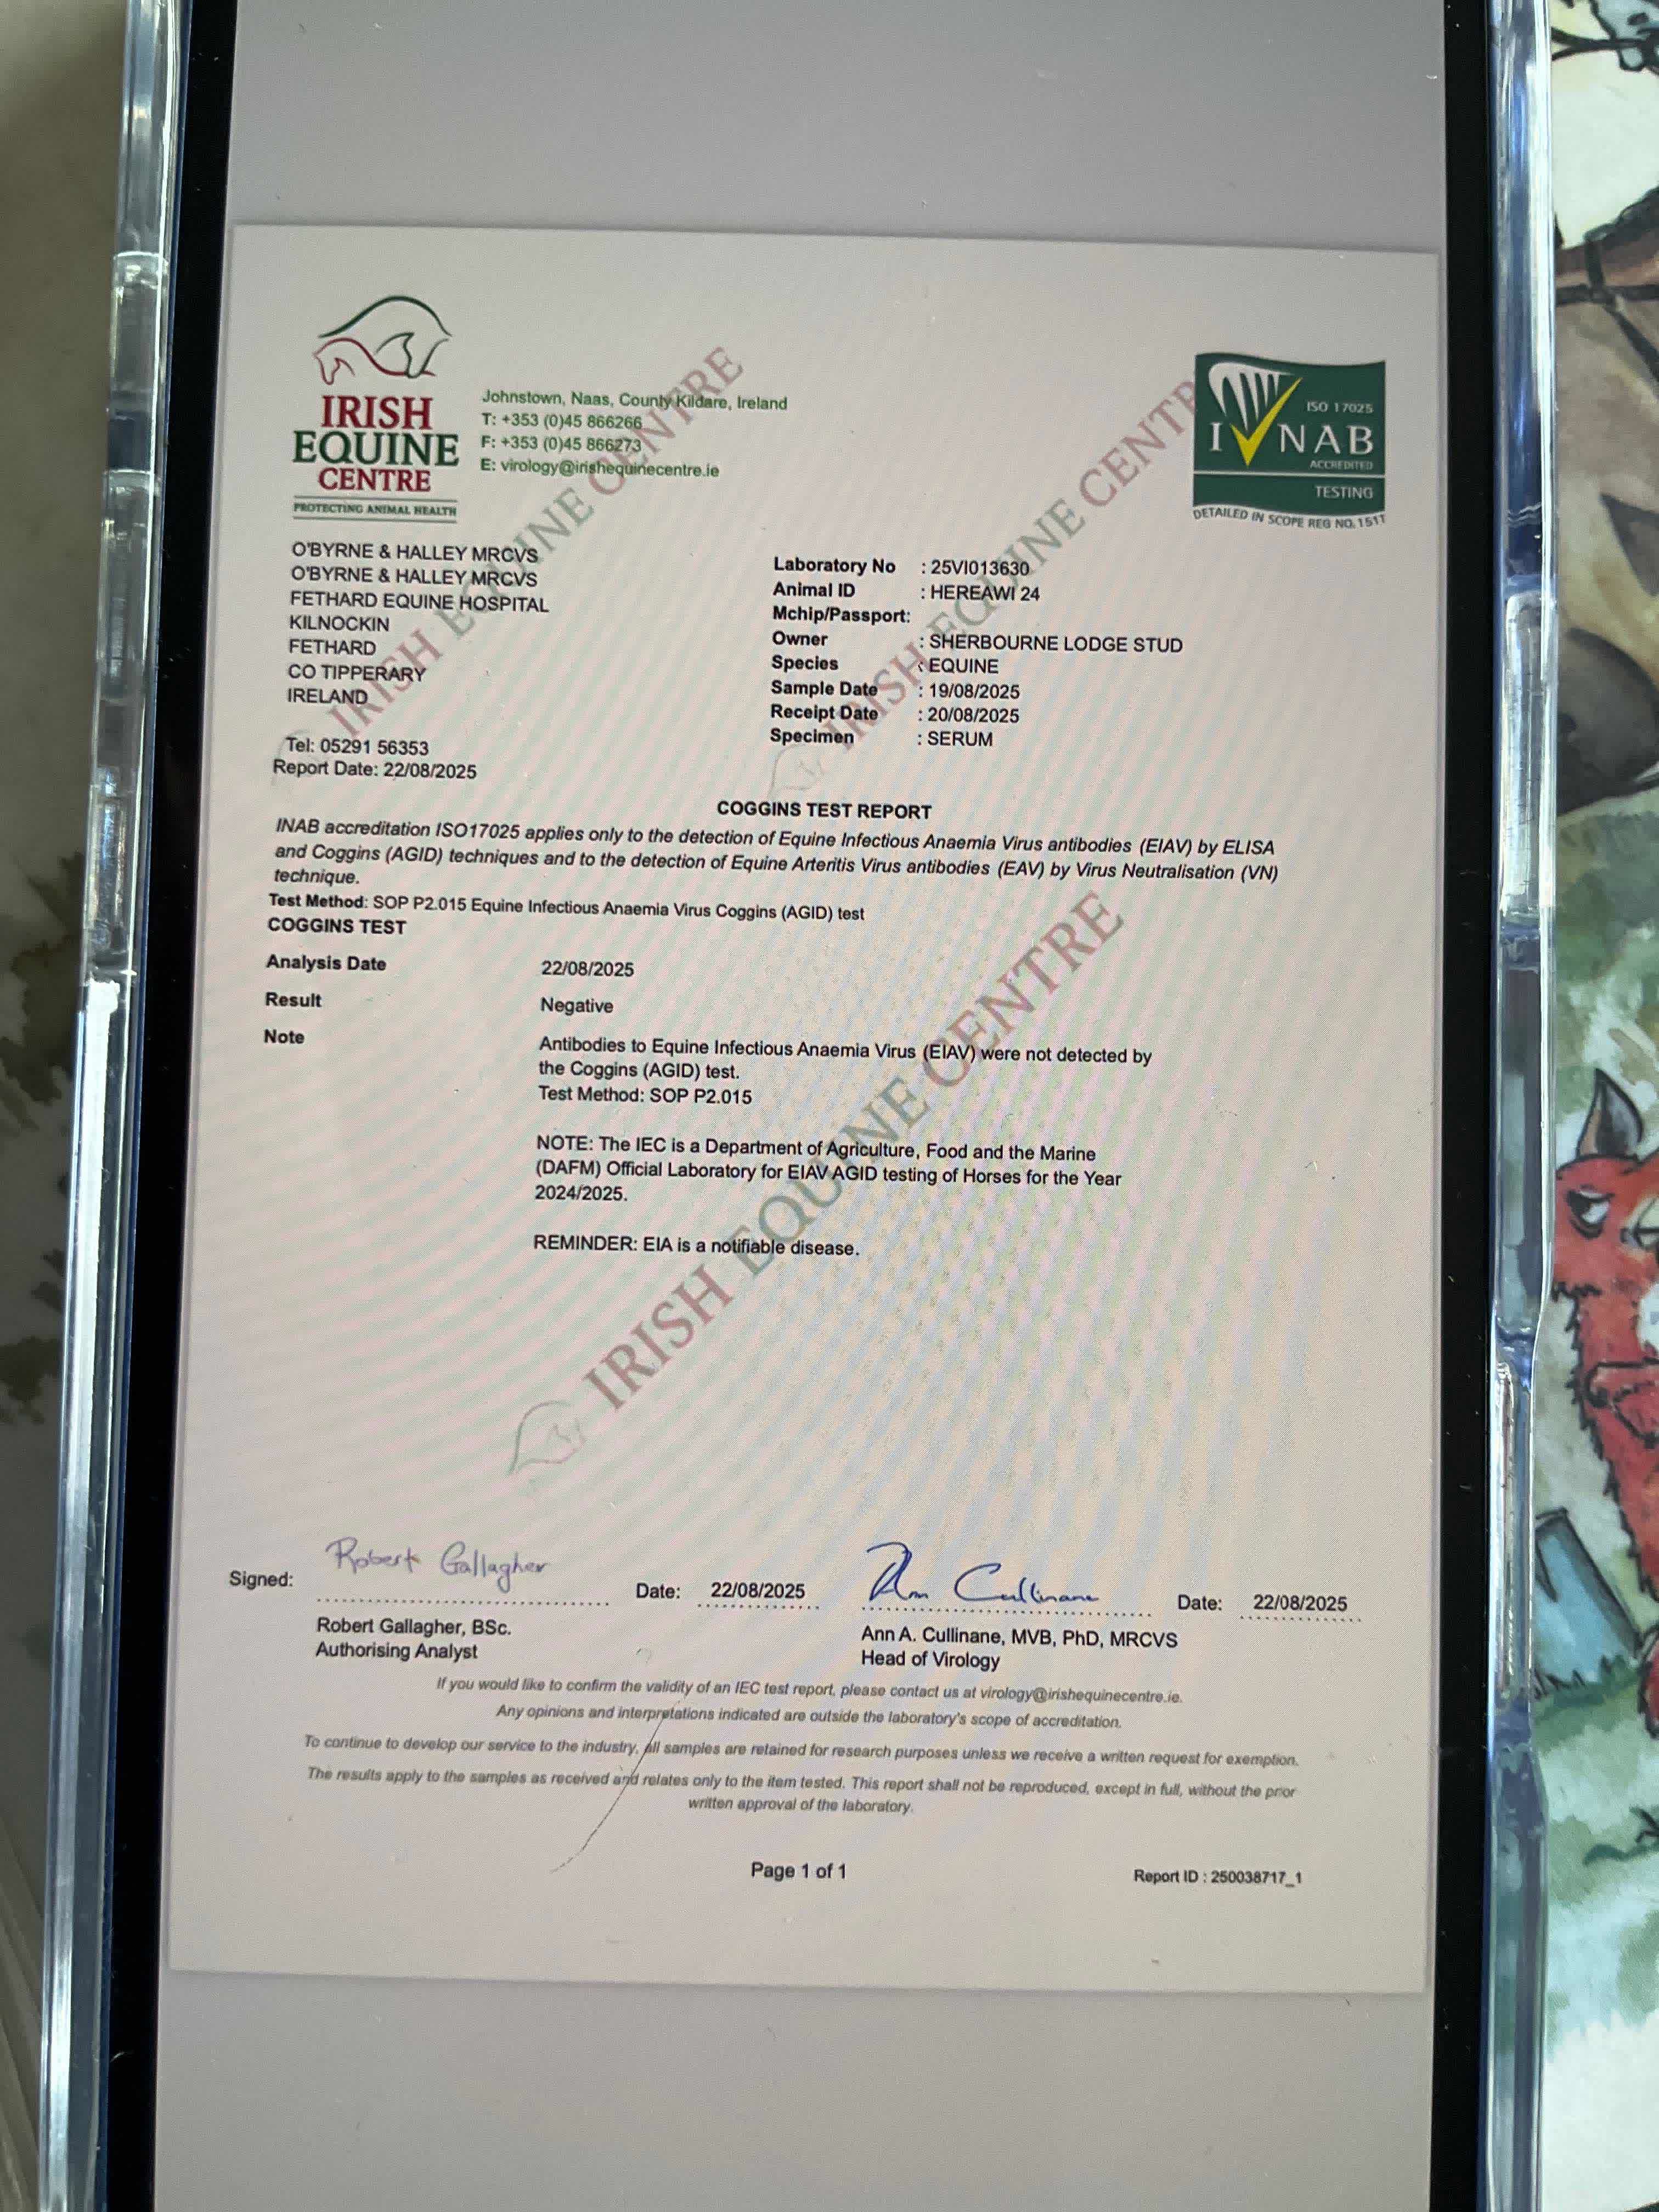 IRISH
EQUINE
CENTRE
PROTECTING ANIMAL HEALTH
Johnstown, Naas, County Kildare, Ireland
T: +353 (0)45 866266
F: +353 (0)45 866273
E: virology@irishequinecentre.ie
ISO 17025
INAB
ACCREDITED
TESTING
DETAILED IN SCOPE REG NO. 151T
O'BYRNE & HALLEY MRCVS
O'BYRNE & HALLEY MRCVS
FETHARD EQUINE HOSPITAL
KILNOCKIN
FETHARD
CO TIPPERARY
IRELAND
Tel: 05291 56353
Report Date: 22/08/2025
Laboratory No : 25VI013630
Animal ID : HEREAWI 24
Mchip/Passport:
Owner : SHERBOURNE LODGE STUD
Species : EQUINE
Sample Date : 19/08/2025
Receipt Date : 20/08/2025
Specimen : SERUM
COGGINS TEST REPORT
INAB accreditation ISO17025 applies only to the detection of Equine Infectious Anaemia Virus antibodies (EIAV) by ELISA
and Coggins (AGID) techniques and to the detection of Equine Arteritis Virus antibodies (EAV) by Virus Neutralisation (VN)
technique.
Test Method: SOP P2.015 Equine Infectious Anaemia Virus Coggins (AGID) test
COGGINS TEST
Analysis Date 22/08/2025
Result Negative
Note Antibodies to Equine Infectious Anaemia Virus (EIAV) were not detected by
the Coggins (AGID) test.
Test Method: SOP P2.015
NOTE: The IEC is a Department of Agriculture, Food and the Marine
(DAFM) Official Laboratory for EIAV AGID testing of Horses for the Year
2024/2025.
REMINDER: EIA is a notifiable disease.
IRISH EQUINE CENTRE
IRISH EQUINE CENTRE
IRISH EQUINE CENTRE
Signed: Robert Gallagher Date: 22/08/2025 Ann Cullinane Date: 22/08/2025
Robert Gallagher, BSc.
Authorising Analyst
Ann A. Cullinane, MVB, PhD, MRCVS
Head of Virology
If you would like to confirm the validity of an IEC test report, please contact us at virology@irishequinecentre.ie.
Any opinions and interpretations indicated are outside the laboratory's scope of accreditation.
To continue to develop our service to the industry, all samples are retained for research purposes unless we receive a written request for exemption.
The results apply to the samples as received and relates only to the item tested. This report shall not be reproduced, except in full, without the prior
written approval of the laboratory.
Page 1 of 1
Report ID : 250038717_1